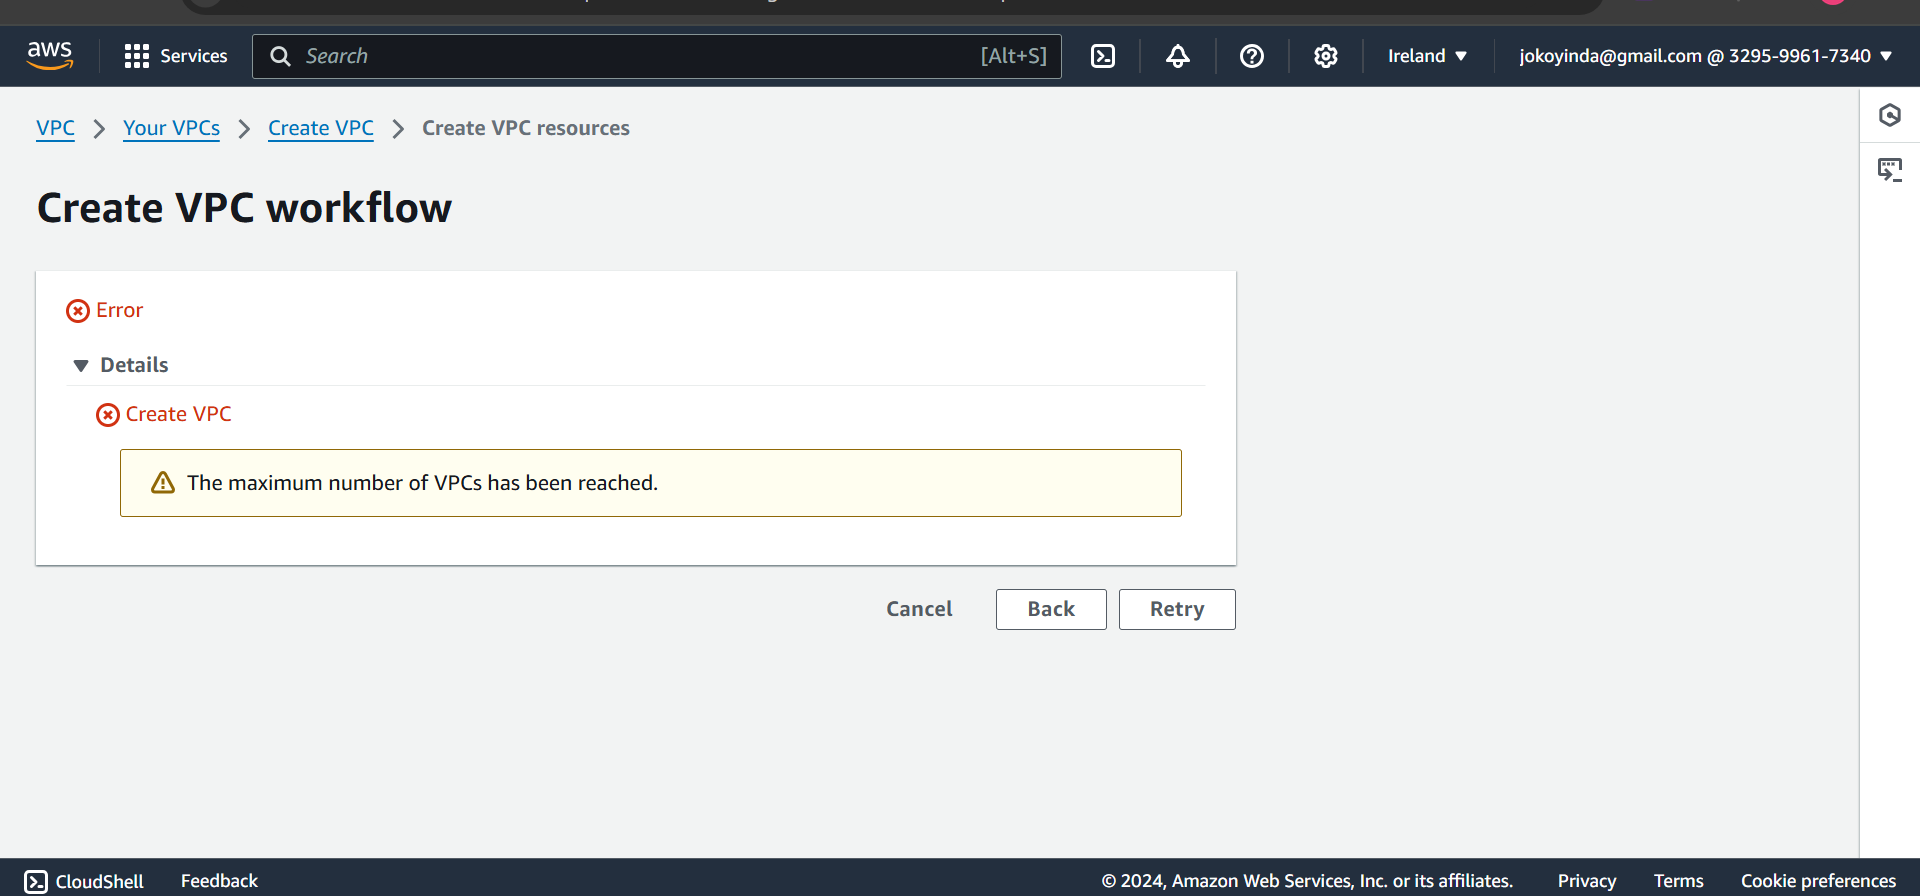 aws Services Search [Alt+S] Ireland jokoyinda@gmail.com @ 3295-9961-7340
VPC Your VPCs Create VPC Create VPC resources
Create VPC workflow
Error
Details
Create VPC
The maximum number of VPCs has been reached.
Cancel Back Retry
CloudShell Feedback © 2024, Amazon Web Services, Inc. or its affiliates. Privacy Terms Cookie preferences